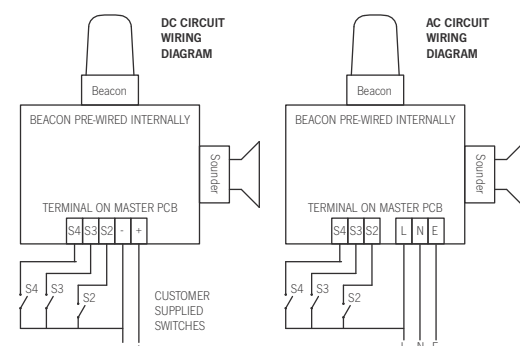 DC CIRCUIT
WIRING
DIAGRAM
Beacon
BEACON PRE-WIRED INTERNALLY
Sounder
TERMINAL ON MASTER PCB
S4 S3 S2 - +
S4 S3
S2
CUSTOMER
SUPPLIED
SWITCHES
- +
AC CIRCUIT
WIRING
DIAGRAM
Beacon
BEACON PRE-WIRED INTERNALLY
Sounder
TERMINAL ON MASTER PCB
S4 S3 S2 L N E
S4 S3
S2
L N E